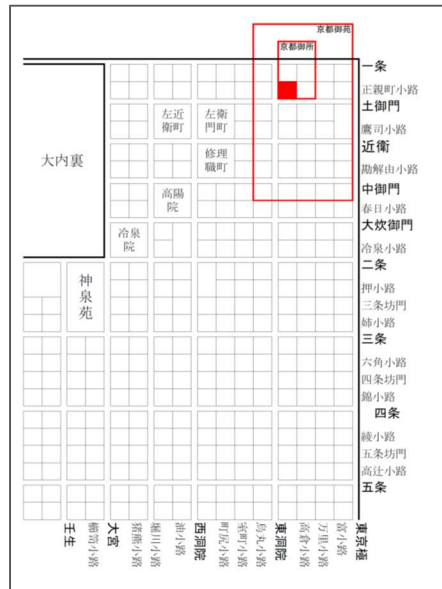 京都御苑
京都御所
一条
正親町小路
土御門
鷹司小路
近衛
勘解由小路
中御門
春日小路
大炊御門
冷泉小路
二条
押小路
三条坊門
姉小路
三条
六角小路
四条坊門
錦小路
四条
綾小路
五条坊門
高辻小路
五条
大内裏
左近
衛町
左衛
門町
修理
職町
高陽
院
冷泉
院
神泉苑
壬生
櫛笥小路
大宮
猪熊小路
堀川小路
油小路
西洞院
町尻小路
室町小路
烏丸小路
東洞院
高倉小路
万里小路
富小路
東京極